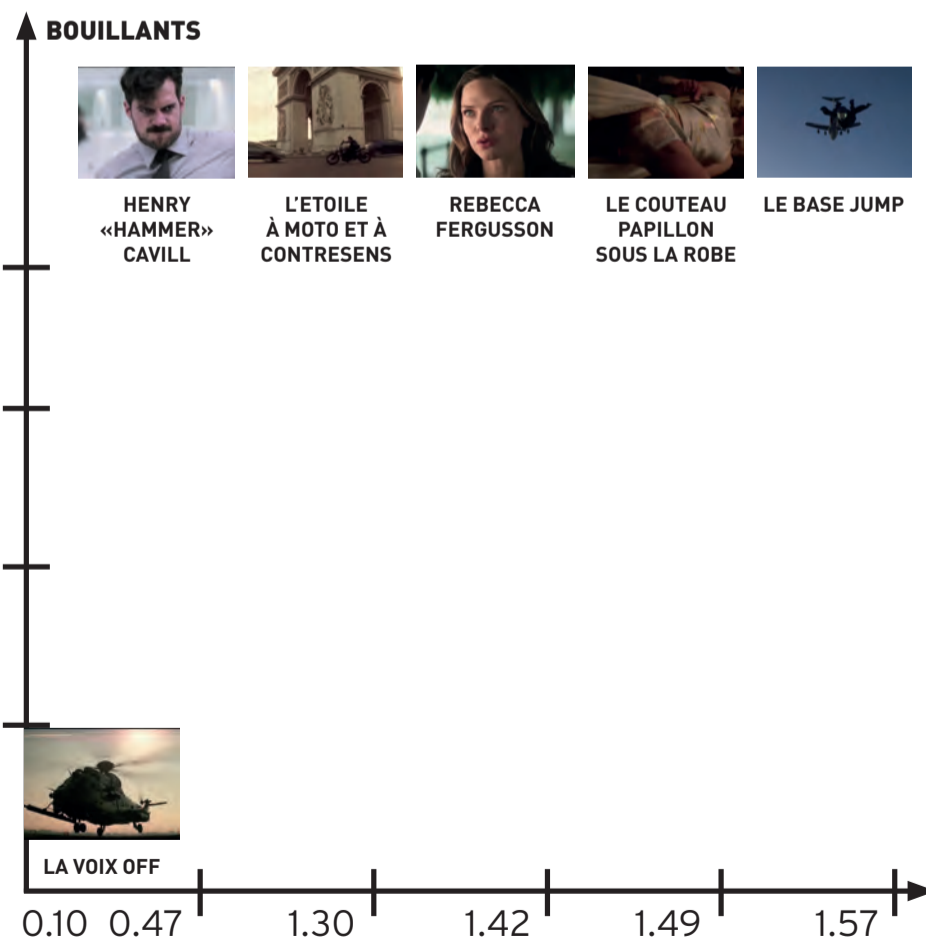 BOUILLANTS
HENRY
«HAMMER»
CAVILL
L'ETOILE
À MOTO ET À
CONTRESENS
REBECCA
FERGUSSON
LE COUTEAU
PAPILLON
SOUS LA ROBE
LE BASE JUMP
LA VOIX OFF
0.10 0.47 1.30 1.42 1.49 1.57